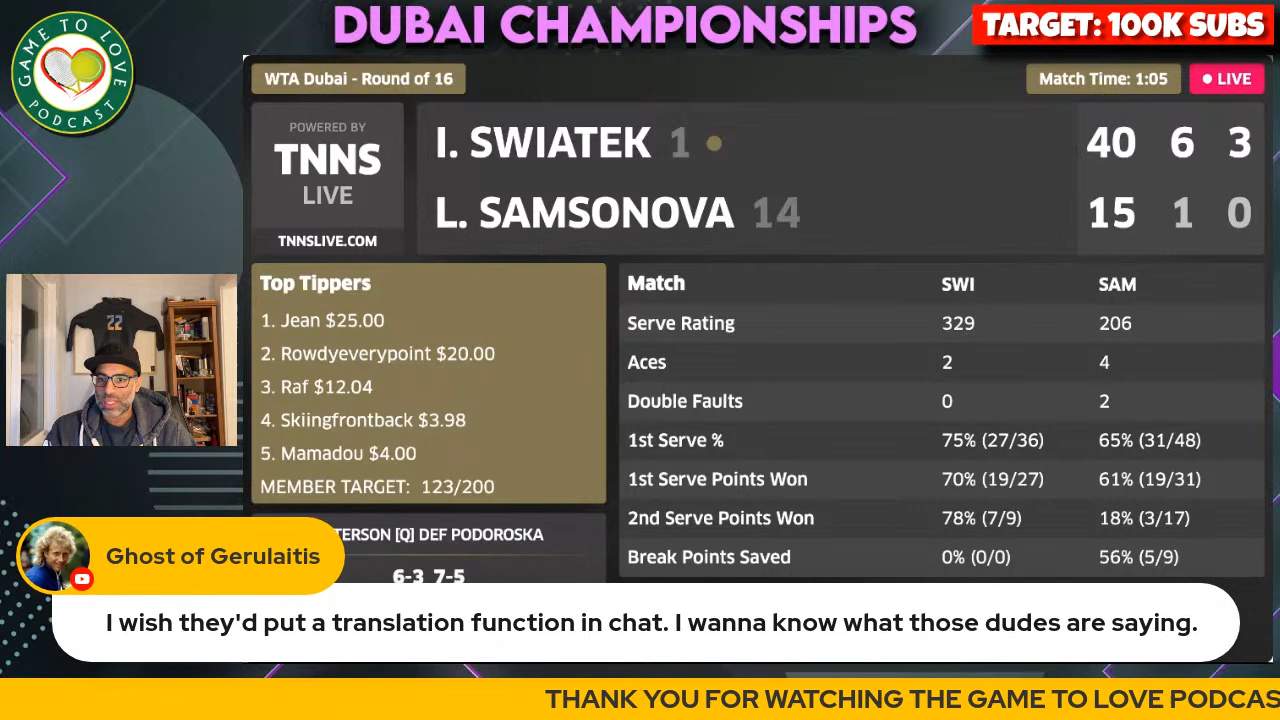 GAME TO LOVE
PODCAST
DUBAI CHAMPIONSHIPS
TARGET: 100K SUBS
WTA Dubai - Round of 16
Match Time: 1:05
LIVE
POWERED BY
TNNS
LIVE
TNNSLIVE.COM
I. SWIATEK 1 40 6 3
L. SAMSONOVA 14 15 1 0
Top Tippers
1. Jean $25.00
2. Rowdyeverypoint $20.00
3. Raf $12.04
4. Skiingfrontback $3.98
5. Mamadou $4.00
MEMBER TARGET: 123/200
Match SWI SAM
Serve Rating 329 206
Aces 2 4
Double Faults 0 2
1st Serve % 75% (27/36) 65% (31/48)
1st Serve Points Won 70% (19/27) 61% (19/31)
2nd Serve Points Won 78% (7/9) 18% (3/17)
Break Points Saved 0% (0/0) 56% (5/9)
22
TERSON [Q] DEF PODOROSKA
6-3 7-5
Ghost of Gerulaitis
I wish they'd put a translation function in chat. I wanna know what those dudes are saying.
THANK YOU FOR WATCHING THE GAME TO LOVE PODCAS